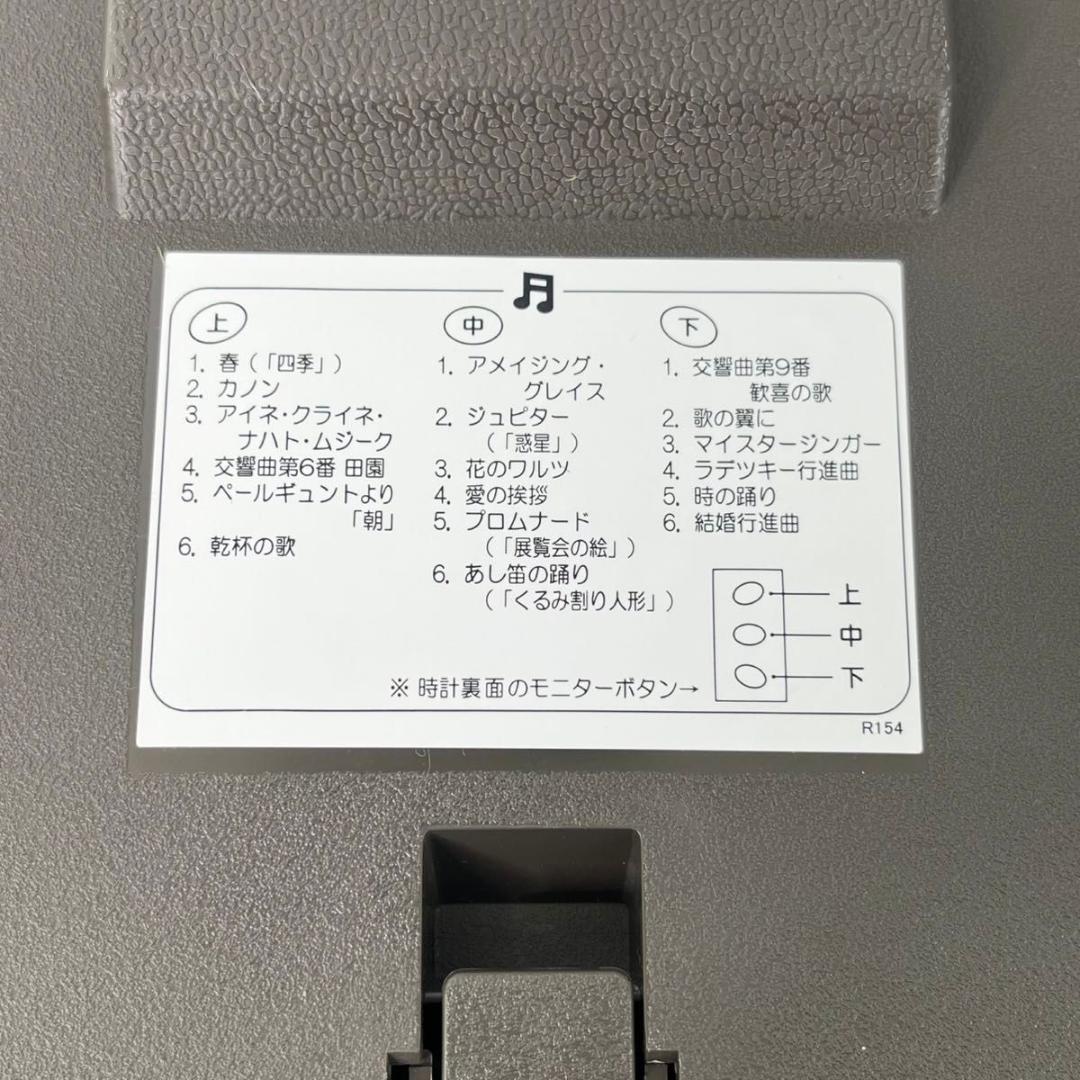 上
1. 春(「四季」)
2. カノン
3. アイネ・クライネ・
ナハト・ムジーク
4. 交響曲第6番 田園
5. ペールギュントより
「朝」
6. 乾杯の歌
中
1. アメイジング・
グレイス
2. ジュピター
(「惑星」)
3. 花のワルツ
4. 愛の挨拶
5. プロムナード
(「展覧会の絵」)
6. あし笛の踊り
(「くるみ割り人形」)
下
1. 交響曲第9番
歓喜の歌
2. 歌の翼に
3. マイスタージンガー
4. ラデツキー行進曲
5. 時の踊り
6. 結婚行進曲
上
中
下
※ 時計裏面のモニターボタン→
R154